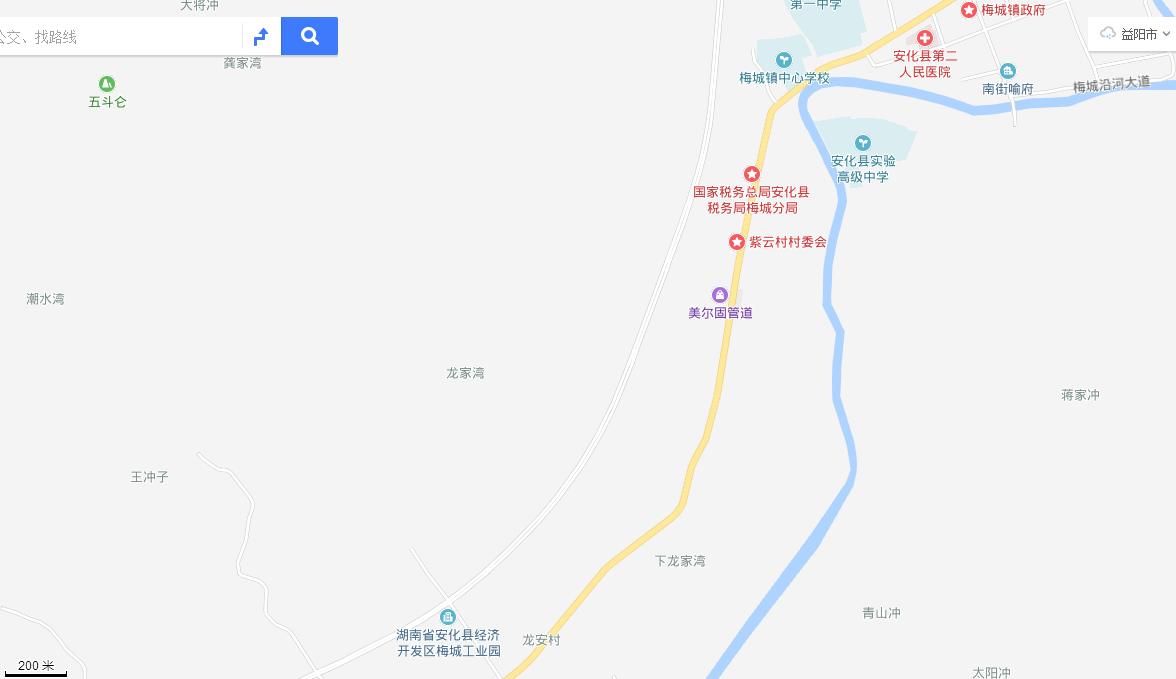 大将冲
第一中学
梅城镇政府
公交、找路线
益阳市
龚家湾
安化县第二
人民医院
梅城镇中心学校
五斗仑
南街喻府
梅城沿河大道
安化县实验
高级中学
国家税务总局安化县
税务局梅城分局
紫云村村委会
潮水湾
美尔固管道
龙家湾
蒋家冲
王冲子
下龙家湾
青山冲
湖南省安化县经济
开发区梅城工业园
龙安村
200 米
太阳冲